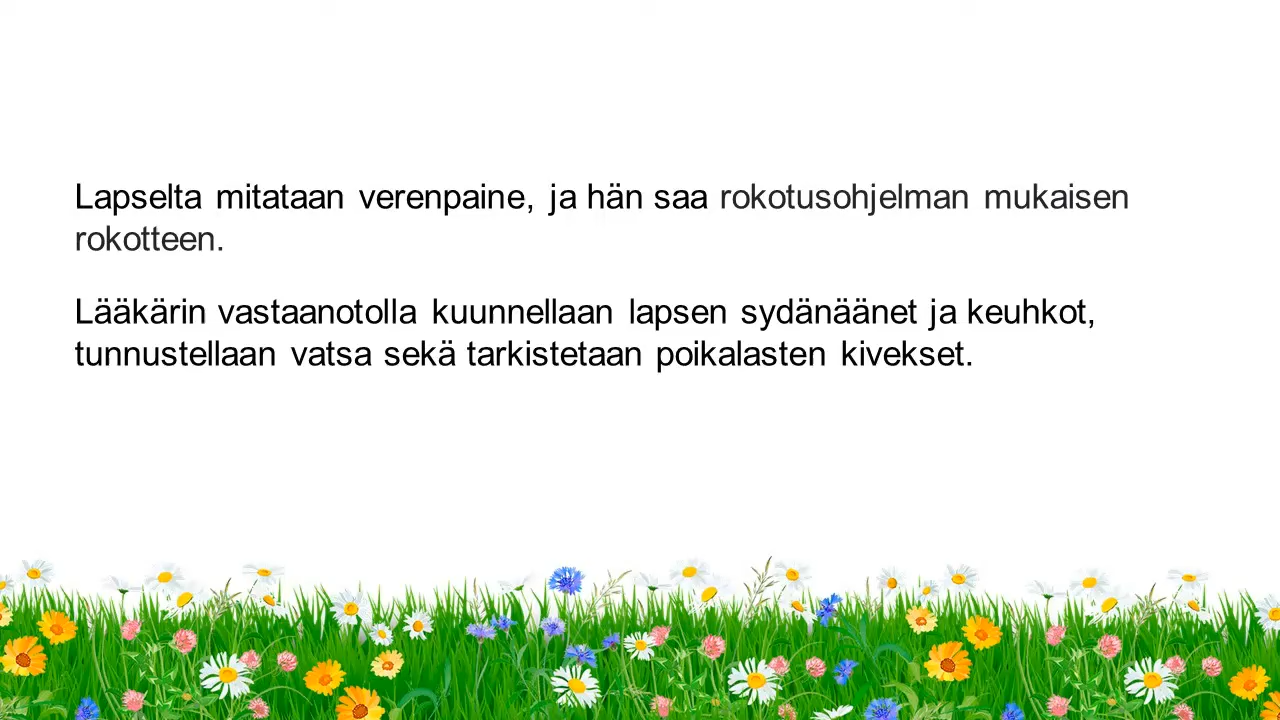 Lapselta mitataan verenpaine, ja hän saa rokotusohjelman mukaisen
rokotteen.
Lääkärin vastaanotolla kuunnellaan lapsen sydänäänet ja keuhkot,
tunnustellaan vatsa sekä tarkistetaan poikalasten kivekset.